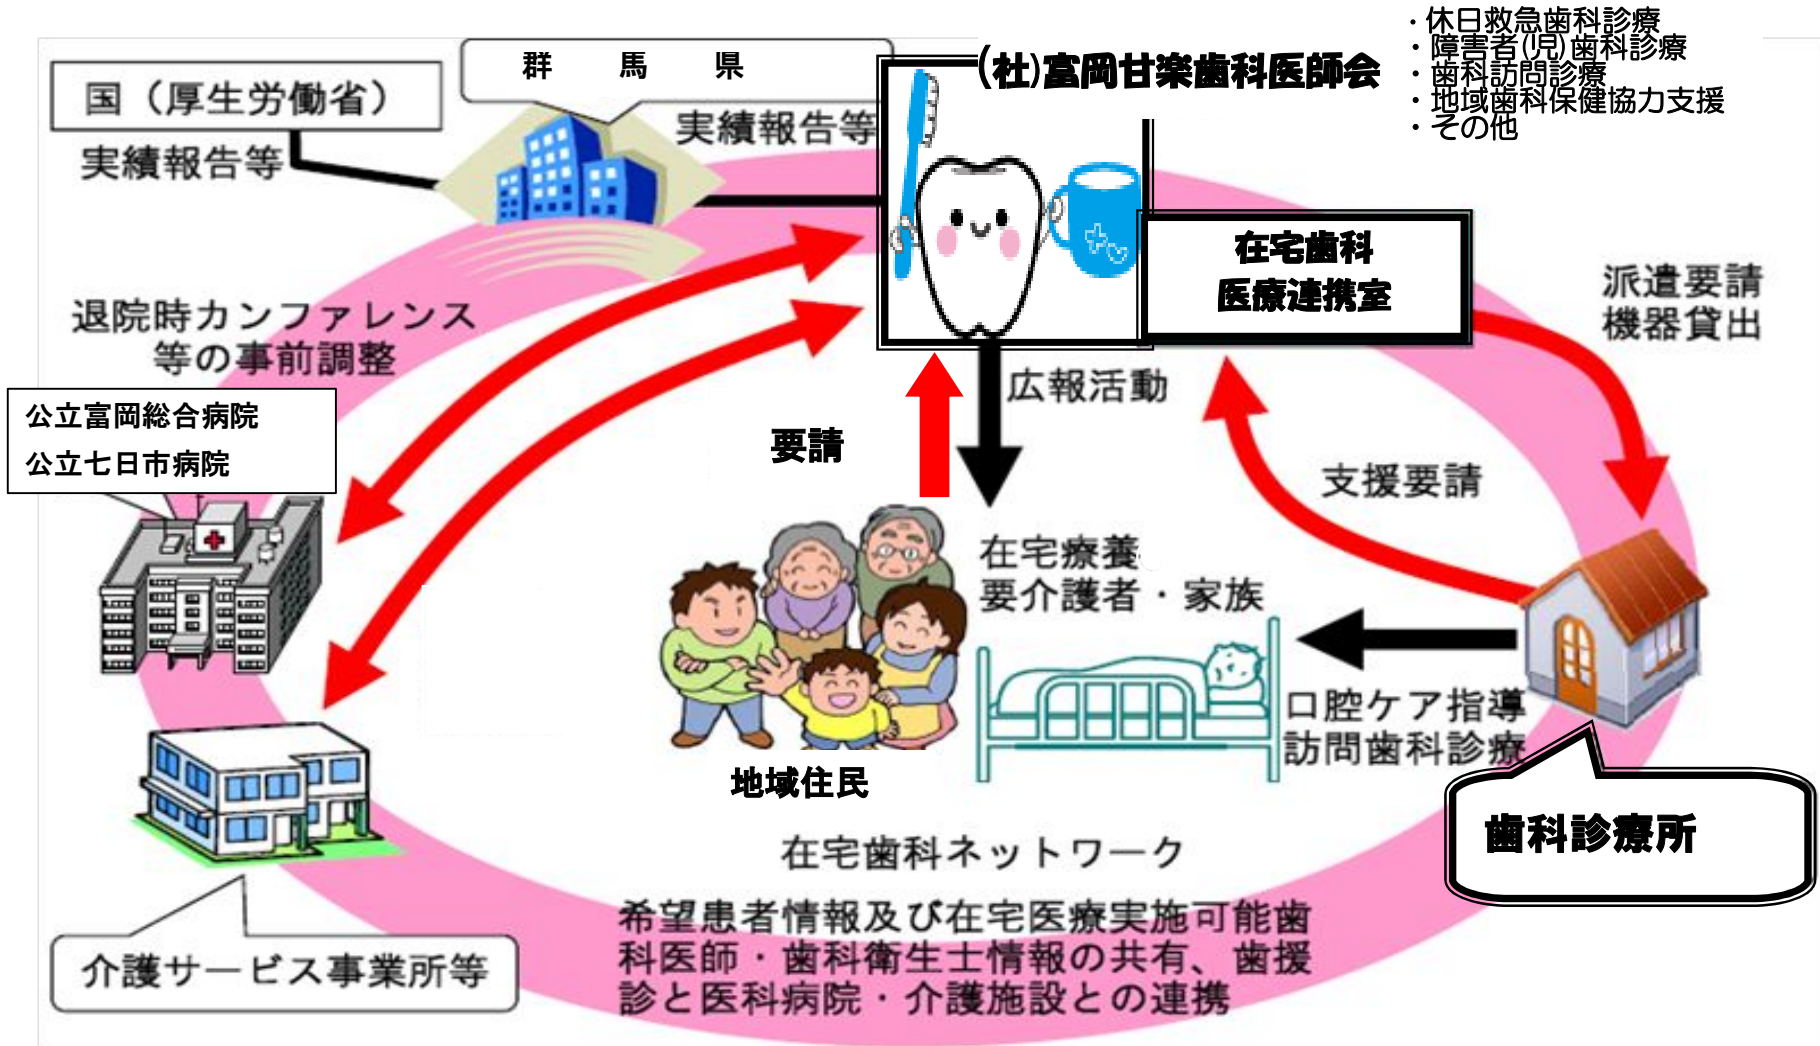 ・休日救急歯科診療
・障害者(児)歯科診療
・歯科訪問診療
・地域歯科保健協力支援
・その他
(社)富岡甘楽歯科医師会
群 馬 県
国（厚生労働省）
実績報告等
実績報告等
在宅歯科
医療連携室
派遣要請
機器貸出
退院時カンファレンス
等の事前調整
公立富岡総合病院
公立七日市病院
広報活動
要請
支援要請
在宅療養
要介護者・家族
口腔ケア指導
訪問歯科診療
地域住民
歯科診療所
在宅歯科ネットワーク
希望患者情報及び在宅医療実施可能歯
科医師・歯科衛生士情報の共有、歯援
診と医科病院・介護施設との連携
介護サービス事業所等